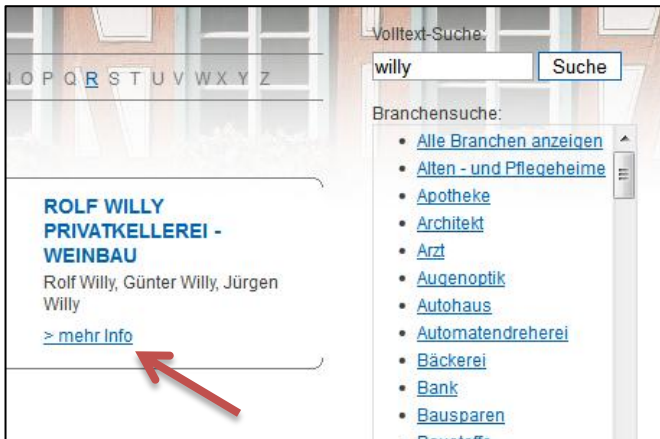 O P Q R S T U V W X Y Z
ROLF WILLY
PRIVATKELLEREI -
WEINBAU
Rolf Willy, Günter Willy, Jürgen
Willy
> mehr Info
Volltext-Suche:
willy
Suche
Branchensuche:
Alle Branchen anzeigen
Alten - und Pflegeheime
Apotheke
Architekt
Arzt
Augenoptik
Autohaus
Automatendreherei
Bäckerei
Bank
Bausparen